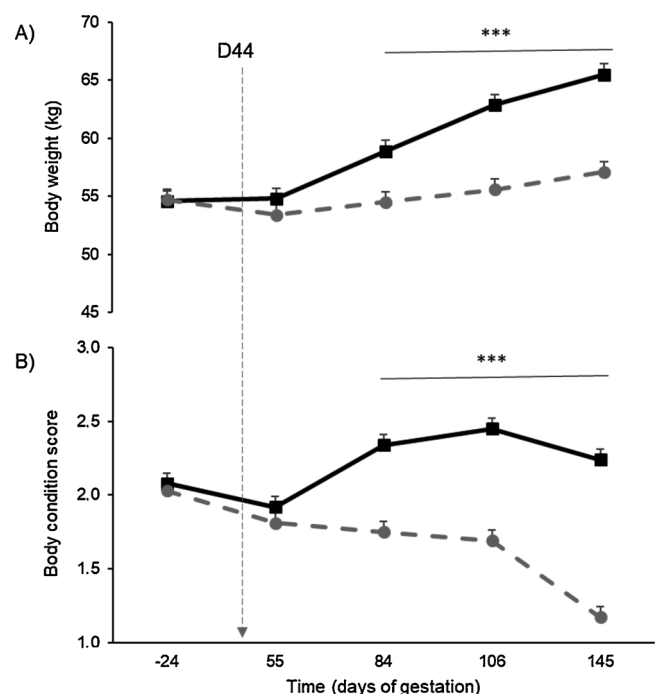 A)
70
65
60
55
50
45
Body weight (kg)
D44
***
B)
3.0
2.5
2.0
1.5
1.0
Body condition score
***
-24 55 84 106 145
Time (days of gestation)